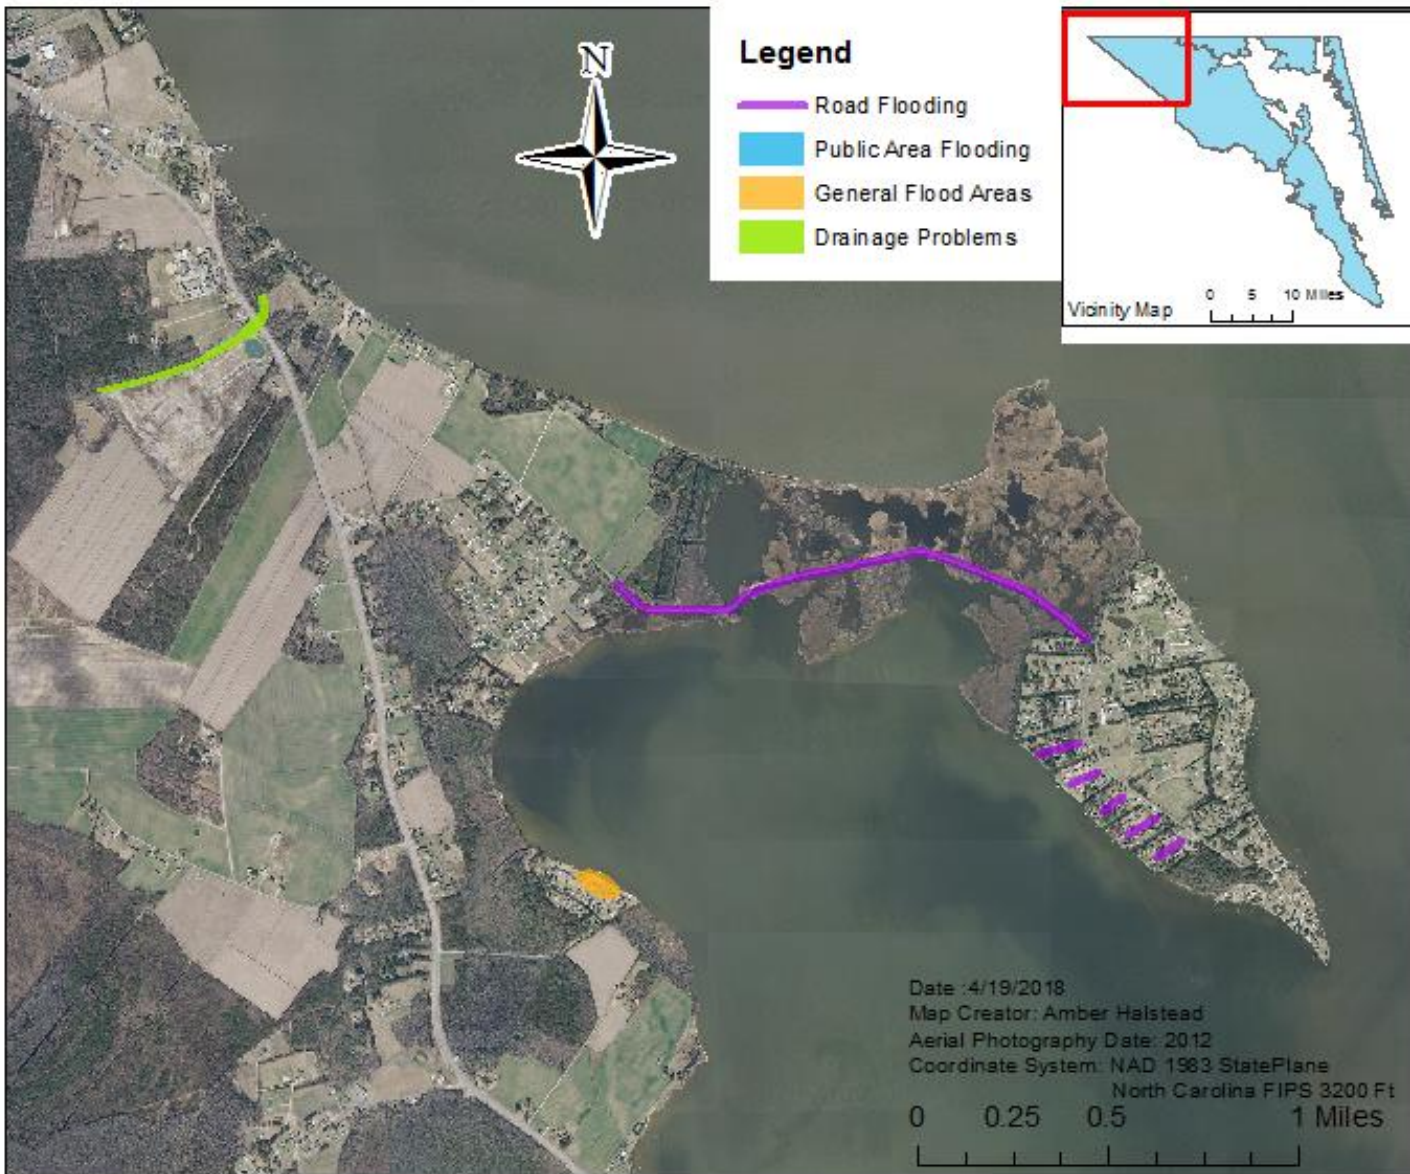 N
Legend
Road Flooding
Public Area Flooding
General Flood Areas
Drainage Problems
Vicinity Map
0 5 10 Miles
Date :4/19/2018
Map Creator: Amber Halstead
Aerial Photography Date: 2012
Coordinate System: NAD 1983 StatePlane
North Carolina FIPS 3200 Ft
0 0.25 0.5 1 Miles